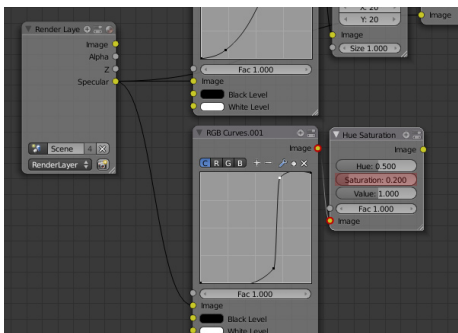 Render Laye
Image
Alpha
Z
Specular
Scene
4
RenderLayer
Fac 1.000
Image
Black Level
White Level
X: 20
Y: 20
Image
Size 1.000
Image
RGB Curves.001
Image
C R G B
Fac 1.000
Image
Black Level
White Level
Hue Saturation
Image
Hue: 0.500
Saturation: 0.200
Value: 1.000
Fac 1.000
Image